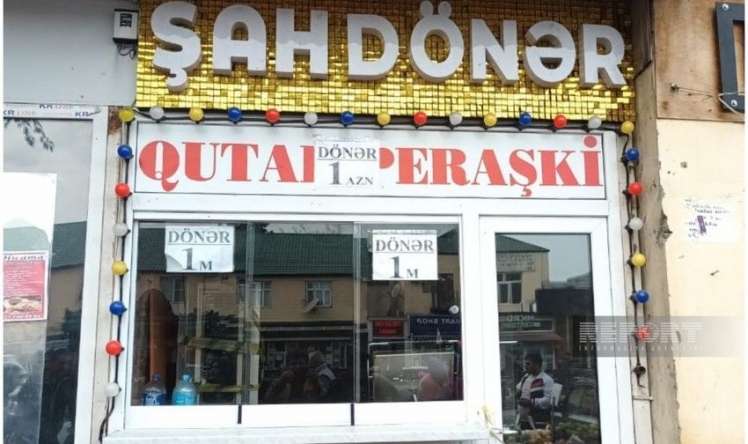 ŞAHDÖNƏR
QUTAB PERAŞKİ
DÖNƏR
1 AZN
DÖNƏR
1 M
DÖNƏR
1 M
REPORT